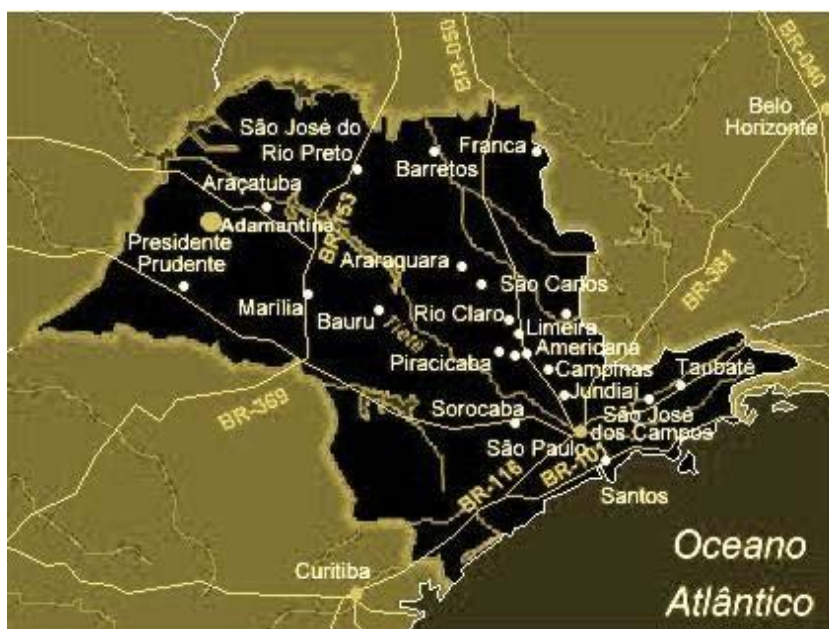 BR-050
BR-040
Belo
Horizonte
São José do
Rio Preto
Barretos
Franca
Araçatuba
Adamantina
BR-153
Presidente
Prudente
Araraquara
São Carlos
BR-381
Marília
Bauru
Tietê
Rio Claro
Limeira
Piracicaba
Americana
Campinas
Taubaté
Jundiaí
BR-369
Sorocaba
São José
dos Campos
São Paulo
BR-116
BR-101
Santos
Curitiba
Oceano
Atlântico